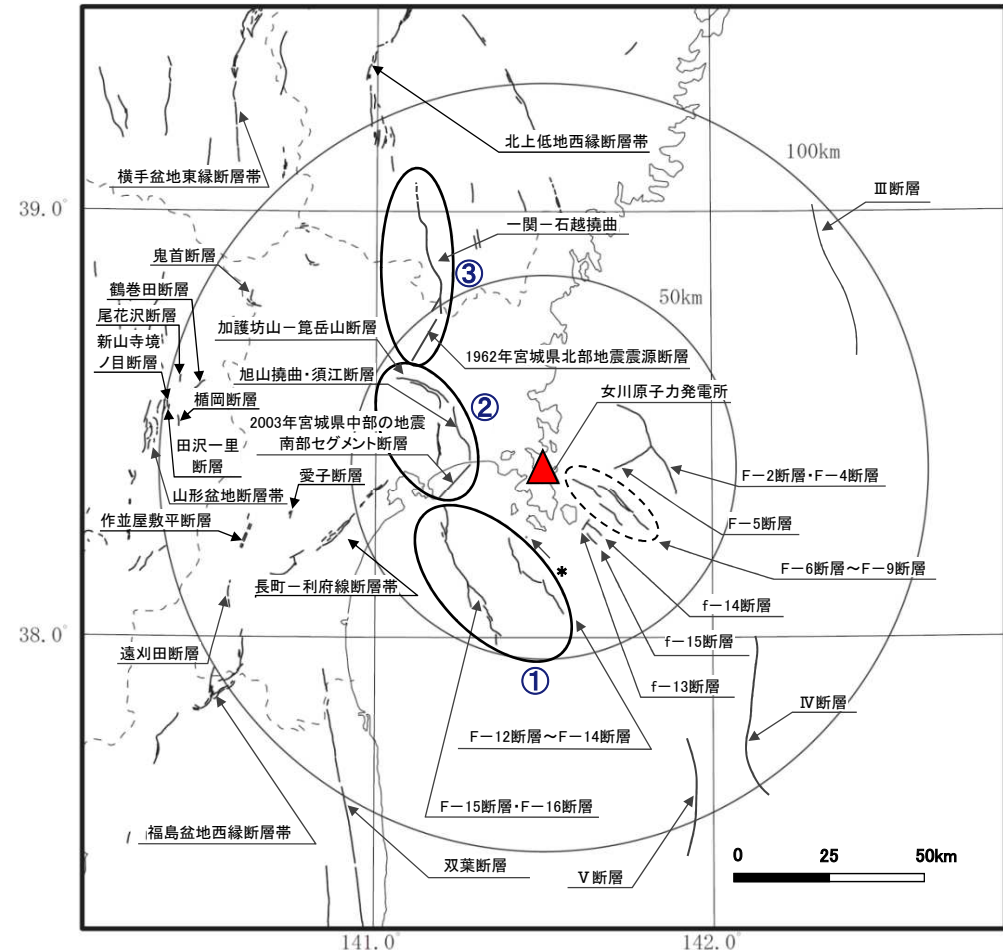 北上低地西縁断層帯
100km
横手盆地東縁断層帯
Ⅲ断層
39.0°
一関－石越撓曲
鬼首断層
③
鶴巻田断層
50km
尾花沢断層
加護坊山－箟岳山断層
新山寺境
ノ目断層
1962年宮城県北部地震震源断層
旭山撓曲・須江断層
女川原子力発電所
楯岡断層
②
2003年宮城県中部の地震
南部セグメント断層
田沢一里
断層
愛子断層
F－2断層・F－4断層
山形盆地断層帯
作並屋敷平断層
F－5断層
F－6断層～F－9断層
*
長町－利府線断層帯
f－14断層
38.0°
f－15断層
遠刈田断層
①
f－13断層
Ⅳ断層
F－12断層～F－14断層
F－15断層・F－16断層
福島盆地西縁断層帯
双葉断層
Ⅴ断層
0 25 50km
141.0°
142.0°